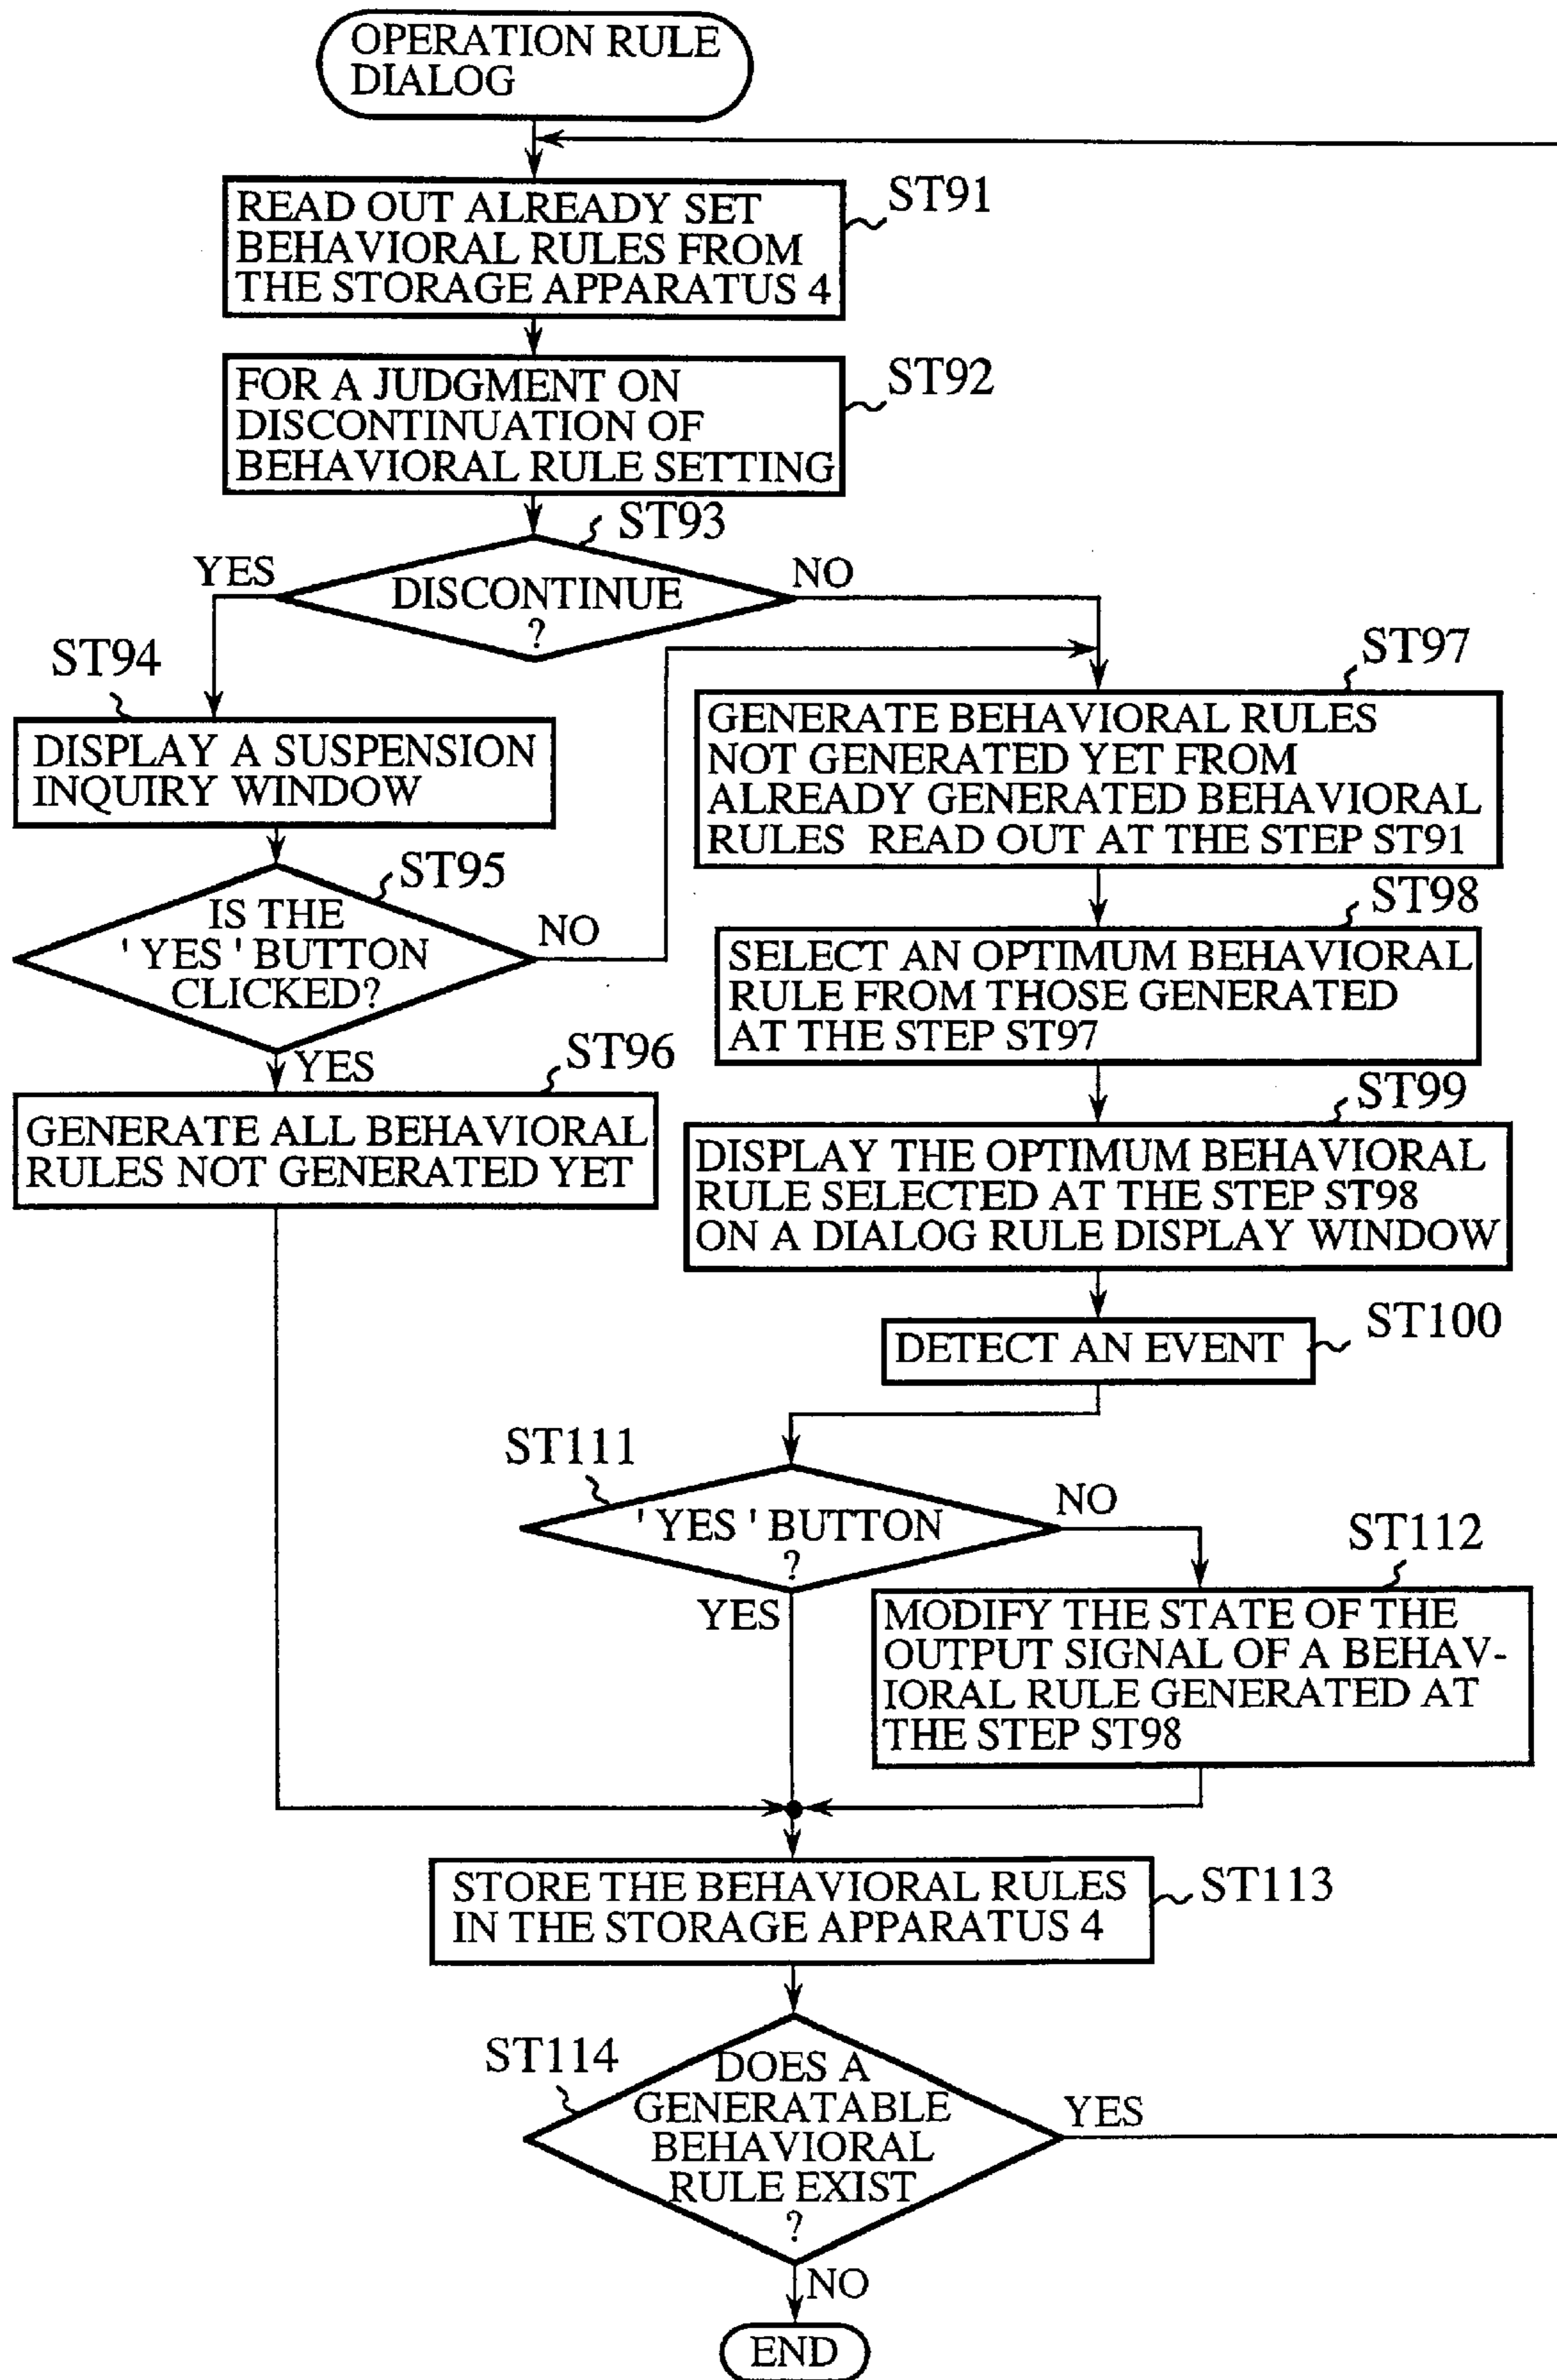 OPERATION RULE
DIALOG
ST91
READ OUT ALREADY SET
BEHAVIORAL RULES FROM
THE STORAGE APPARATUS 4
ST92
FOR A JUDGMENT ON
DISCONTINUATION OF
BEHAVIORAL RULE SETTING
ST93
YES
NO
DISCONTINUE
?
ST94
DISPLAY A SUSPENSION
INQUIRY WINDOW
ST95
IS THE
' YES ' BUTTON
CLICKED?
NO
YES
ST96
GENERATE ALL BEHAVIORAL
RULES NOT GENERATED YET
ST97
GENERATE BEHAVIORAL RULES
NOT GENERATED YET FROM
ALREADY GENERATED BEHAVIORAL
RULES READ OUT AT THE STEP ST91
ST98
SELECT AN OPTIMUM BEHAVIORAL
RULE FROM THOSE GENERATED
AT THE STEP ST97
ST99
DISPLAY THE OPTIMUM BEHAVIORAL
RULE SELECTED AT THE STEP ST98
ON A DIALOG RULE DISPLAY WINDOW
ST100
DETECT AN EVENT
ST111
' YES ' BUTTON
?
NO
YES
ST112
MODIFY THE STATE OF THE
OUTPUT SIGNAL OF A BEHAV-
IORAL RULE GENERATED AT
THE STEP ST98
STORE THE BEHAVIORAL RULES
IN THE STORAGE APPARATUS 4
ST113
ST114
DOES A
GENERATABLE
BEHAVIORAL
RULE EXIST
?
YES
NO
END